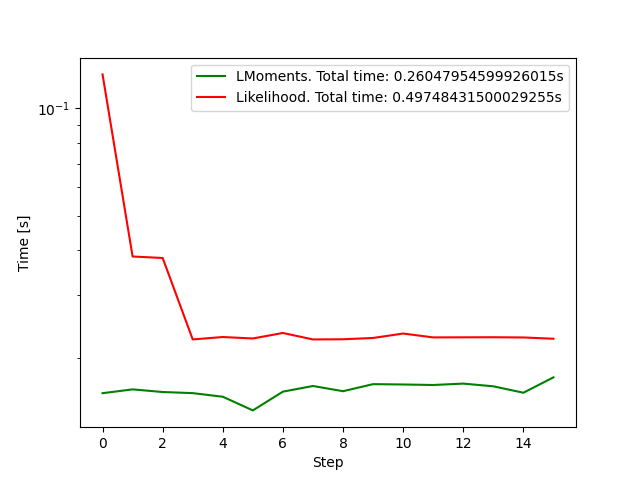 LMoments. Total time: 0.26047954599926015s
Likelihood. Total time: 0.49748431500029255s
10⁻¹
Time [s]
0 2 4 6 8 10 12 14
Step